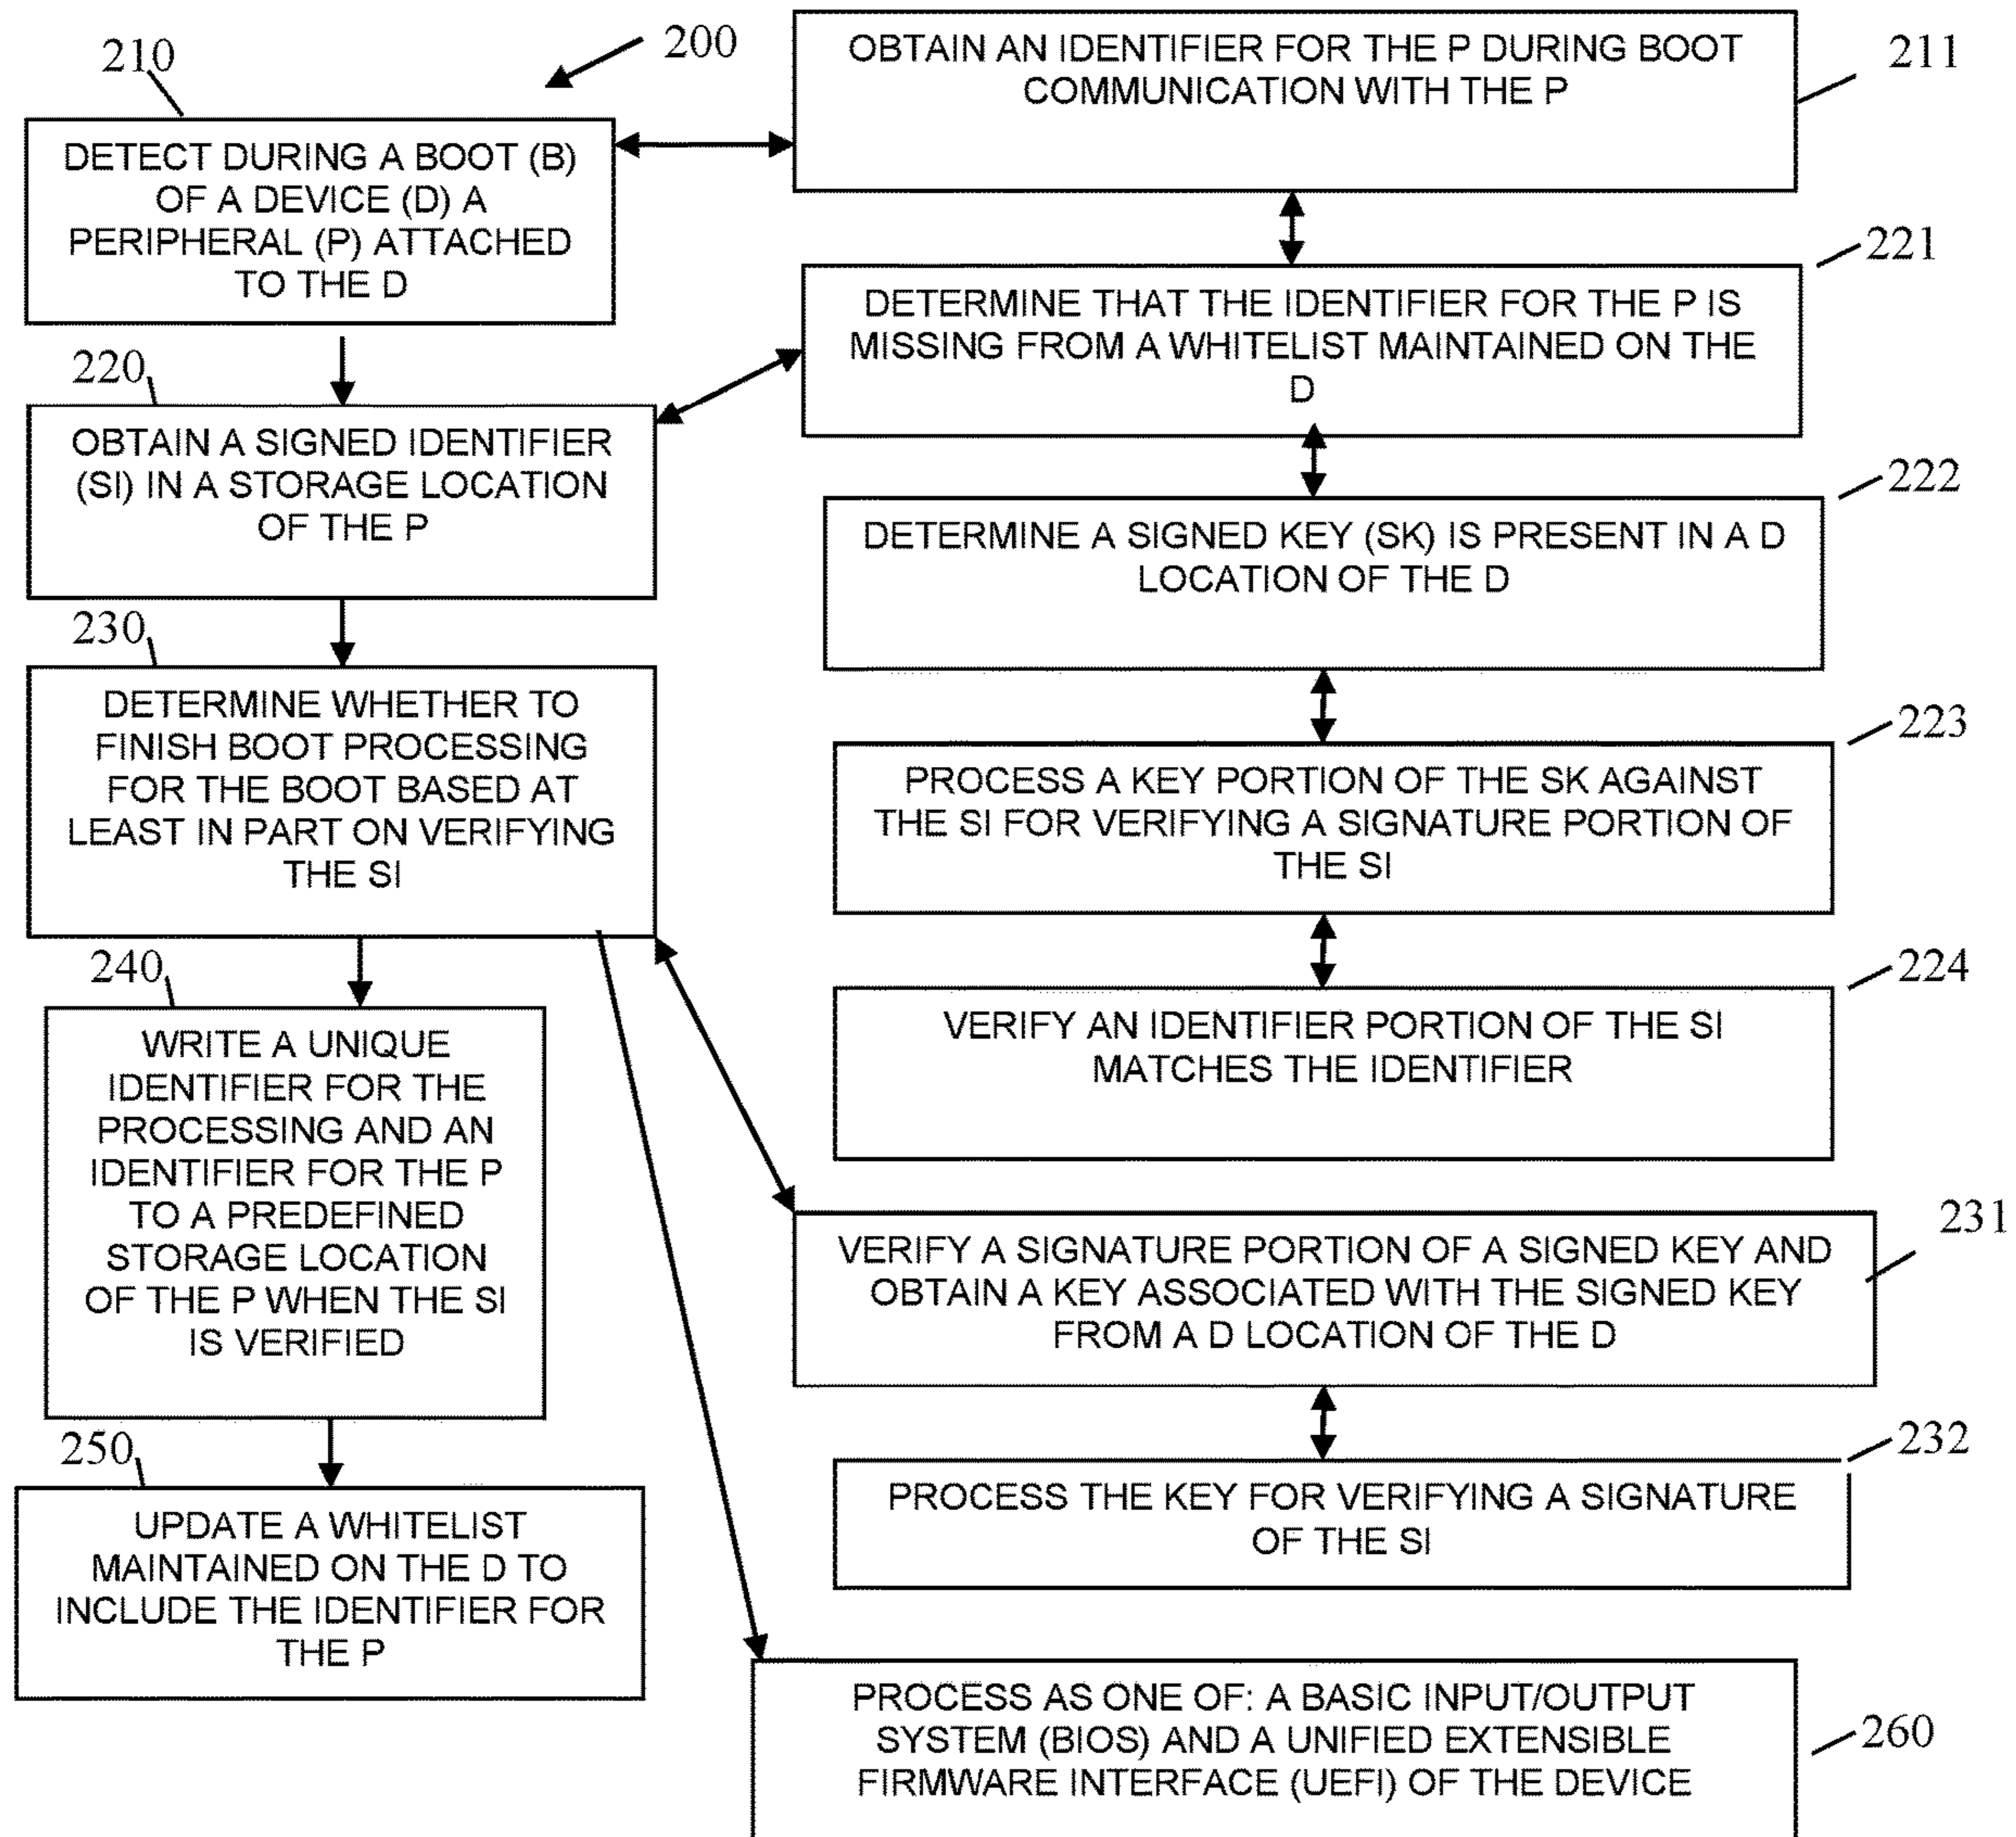 200
210
DETECT DURING A BOOT (B)
OF A DEVICE (D) A
PERIPHERAL (P) ATTACHED
TO THE D
211
OBTAIN AN IDENTIFIER FOR THE P DURING BOOT
COMMUNICATION WITH THE P
220
OBTAIN A SIGNED IDENTIFIER
(SI) IN A STORAGE LOCATION
OF THE P
221
DETERMINE THAT THE IDENTIFIER FOR THE P IS
MISSING FROM A WHITELIST MAINTAINED ON THE
D
222
DETERMINE A SIGNED KEY (SK) IS PRESENT IN A D
LOCATION OF THE D
223
PROCESS A KEY PORTION OF THE SK AGAINST
THE SI FOR VERIFYING A SIGNATURE PORTION OF
THE SI
224
VERIFY AN IDENTIFIER PORTION OF THE SI
MATCHES THE IDENTIFIER
230
DETERMINE WHETHER TO
FINISH BOOT PROCESSING
FOR THE BOOT BASED AT
LEAST IN PART ON VERIFYING
THE SI
231
VERIFY A SIGNATURE PORTION OF A SIGNED KEY AND
OBTAIN A KEY ASSOCIATED WITH THE SIGNED KEY
FROM A D LOCATION OF THE D
232
PROCESS THE KEY FOR VERIFYING A SIGNATURE
OF THE SI
240
WRITE A UNIQUE
IDENTIFIER FOR THE
PROCESSING AND AN
IDENTIFIER FOR THE P
TO A PREDEFINED
STORAGE LOCATION
OF THE P WHEN THE SI
IS VERIFIED
250
UPDATE A WHITELIST
MAINTAINED ON THE D TO
INCLUDE THE IDENTIFIER FOR
THE P
260
PROCESS AS ONE OF: A BASIC INPUT/OUTPUT
SYSTEM (BIOS) AND A UNIFIED EXTENSIBLE
FIRMWARE INTERFACE (UEFI) OF THE DEVICE